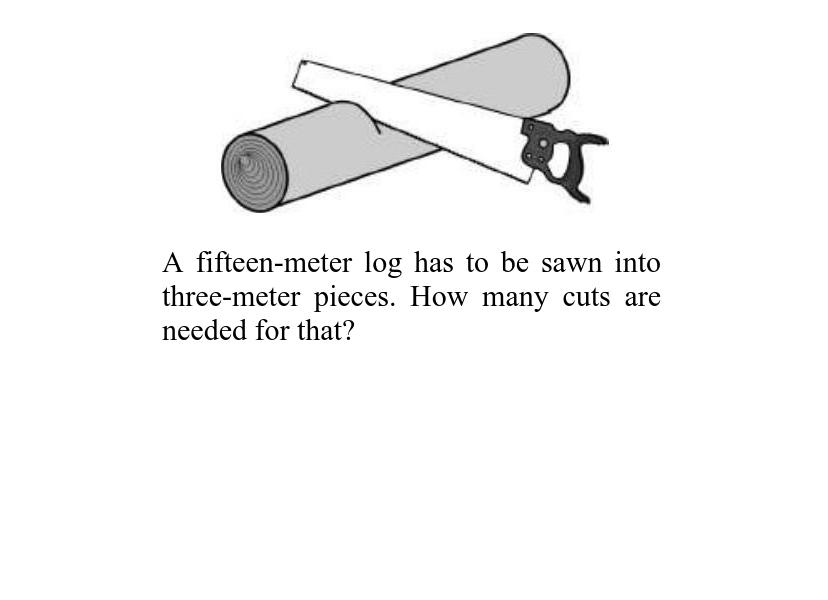 A fifteen-meter log has to be sawn into
three-meter pieces. How many cuts are
needed for that?